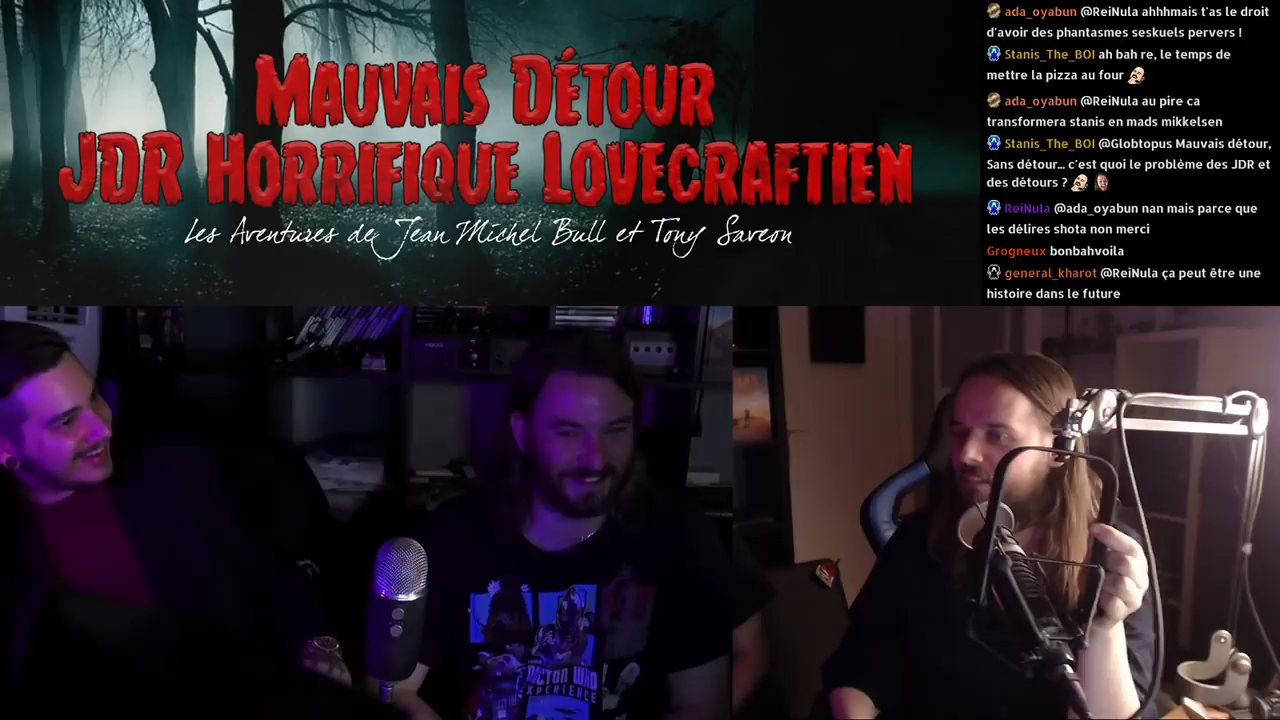 Mauvais Détour
JDR Horrifique Lovecraftien
Les Aventures de Jean Michel Bull et Tony Saveon
ada_oyabun @ReiNula ahhhmais t'as le droit
d'avoir des phantasmes seskuels pervers !
Stanis_The_BOI ah bah re, le temps de
mettre la pizza au four
ada_oyabun @ReiNula au pire ca
transformera stanis en mads mikkelsen
Stanis_The_BOI @Globtopus Mauvais détour,
Sans détour... c'est quoi le problème des JDR et
des détours ?
ReiNula @ada_oyabun nan mais parce que
les délires shota non merci
Grogneux bonbahvoila
general_kharot @ReiNula ça peut être une
histoire dans le future
DOCTOR WHO
EXPERIENCE